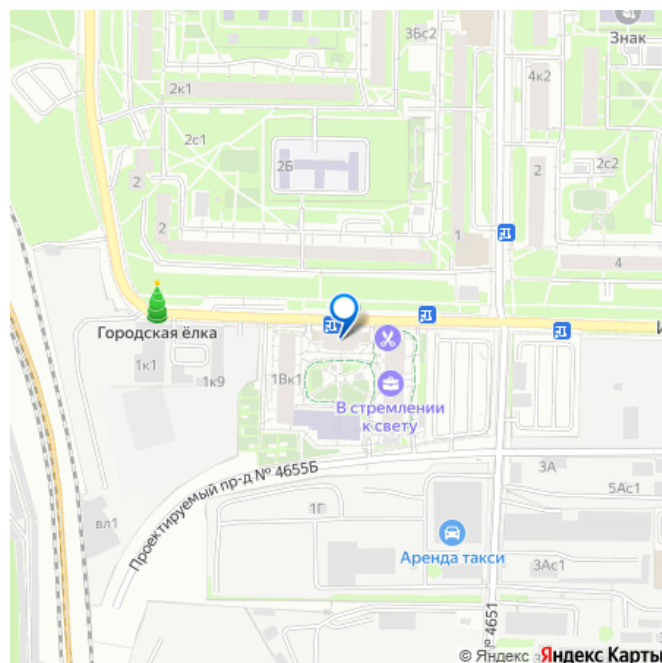 Знак
3Бс2
4к2
2к1
2с1
2Б
2с2
2
2
2
1
4
Городская ёлка
И
1к1
1к9
1Вк1
В стремлении
к свету
Проектируемый пр-д № 4655Б
3А
5Ас1
1Г
вл1
Аренда такси
3Ас1
№ 4651
© Яндекс Яндекс Карты